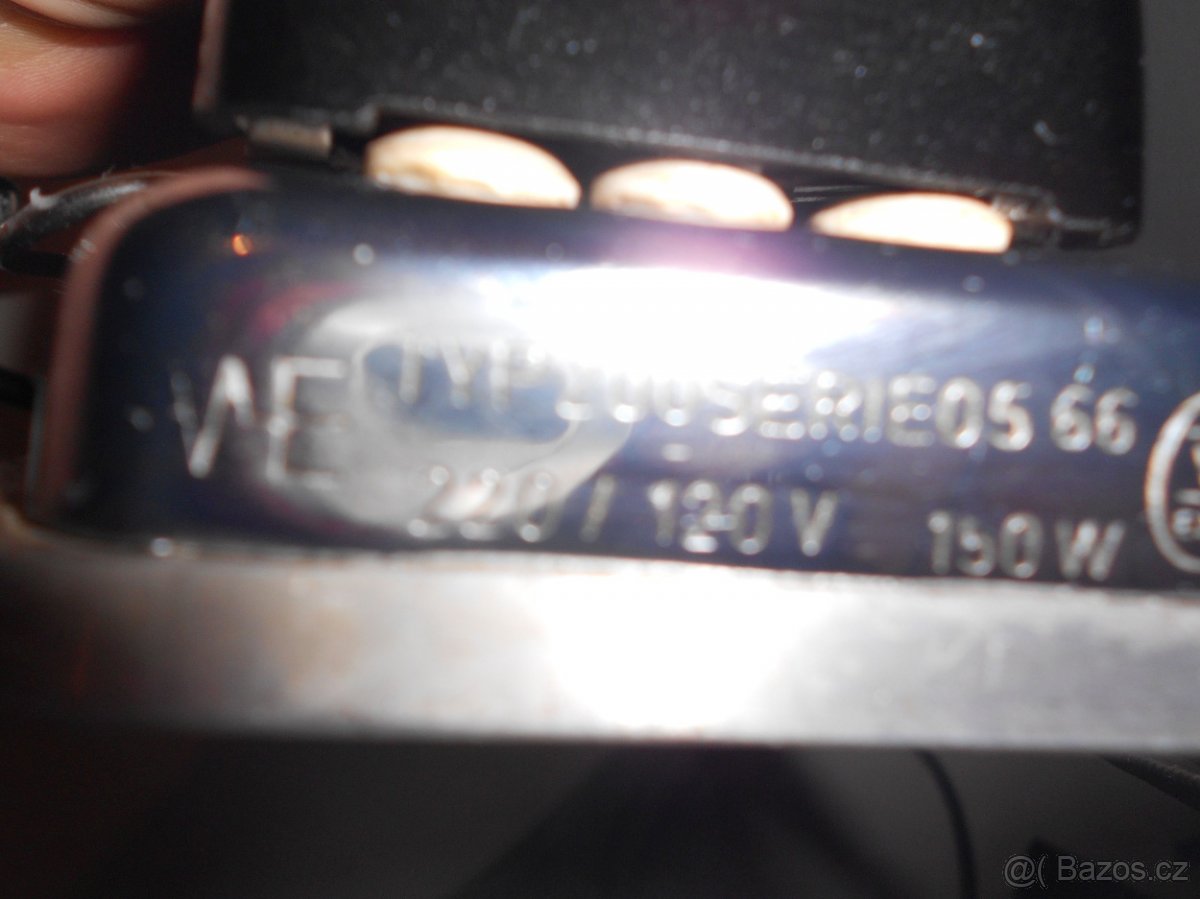 WE
TYP 200 SERIE 05 66
220 / 120 V 150 W
@( Bazos.cz